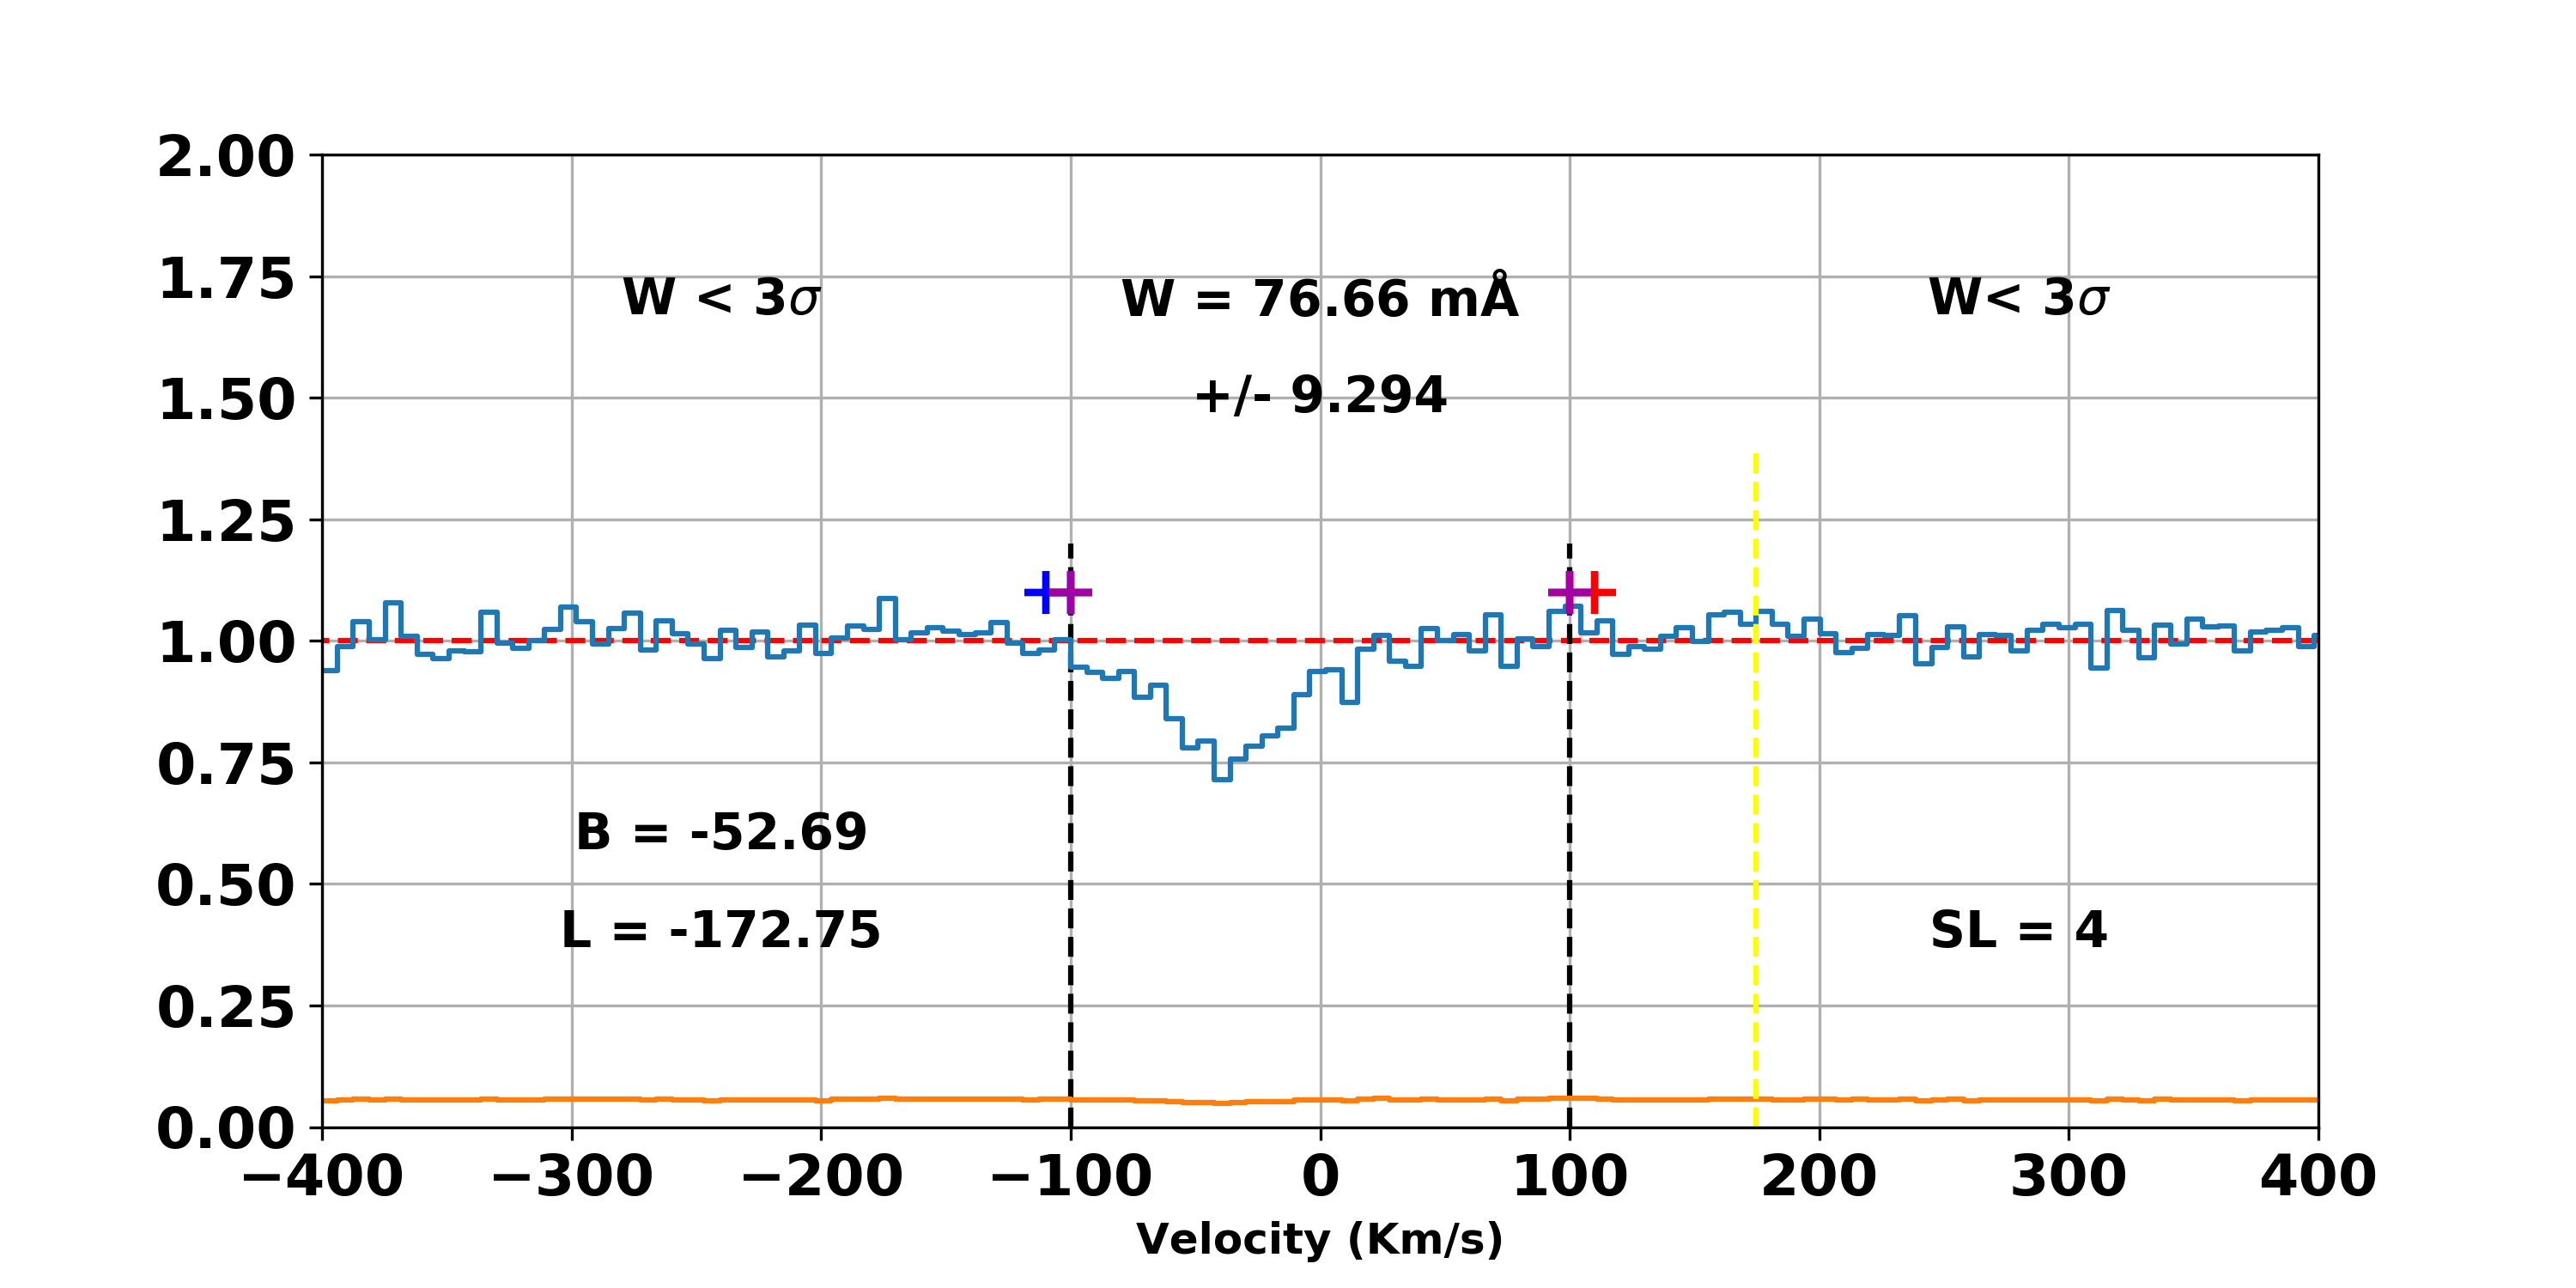 2.00
1.75
W < 3σ
W = 76.66 mÅ
W< 3σ
1.50
+/- 9.294
1.25
1.00
0.75
B = -52.69
0.50
L = -172.75
SL = 4
0.25
0.00
−400 −300 −200 −100 0 100 200 300 400
Velocity (Km/s)